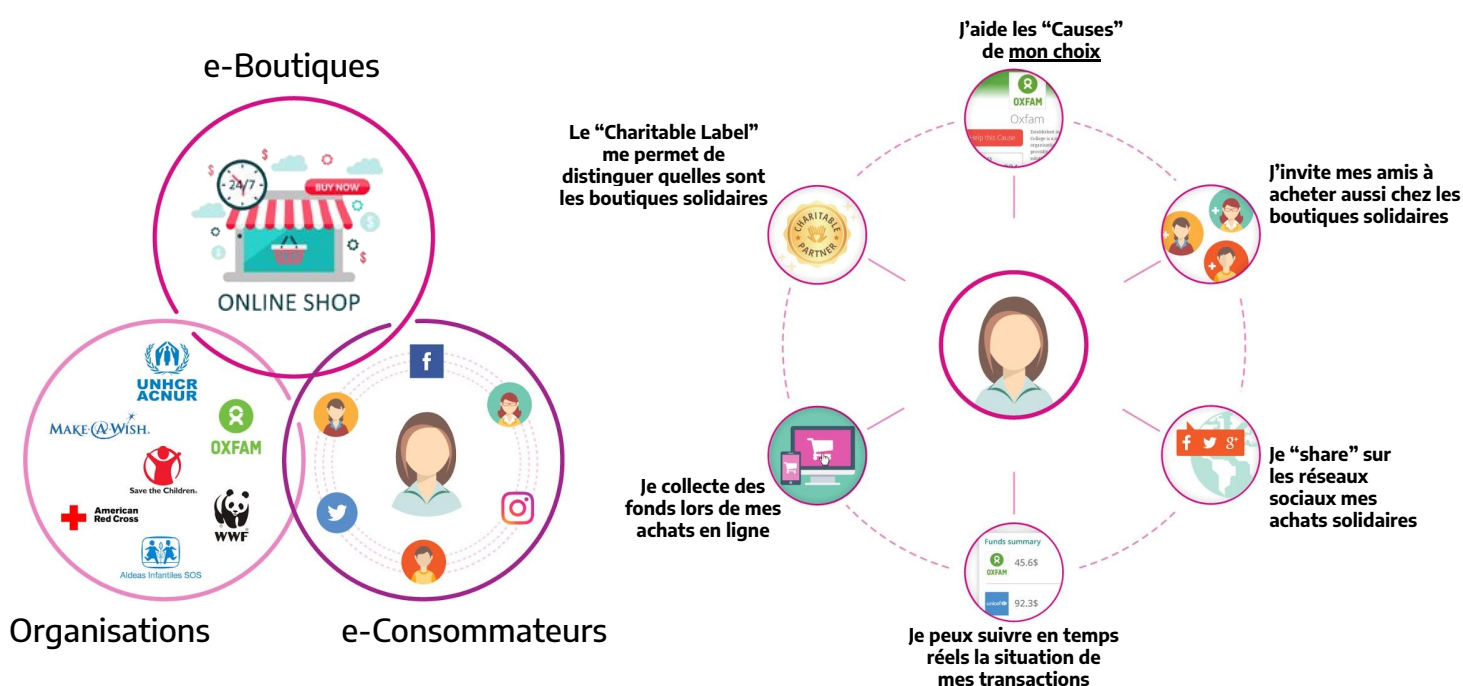 e-Boutiques
24/7
BUY NOW
ONLINE SHOP
UNHCR
ACNUR
MAKE·A·WISH.
OXFAM
Save the Children.
American
Red Cross
WWF
Aldeas Infantiles SOS
Organisations
e-Consommateurs
J’aide les “Causes”
de mon choix
OXFAM
Oxfam
Help this Cause
Le “Charitable Label”
me permet de
distinguer quelles sont
les boutiques solidaires
CHARITABLE
PARTNER
J’invite mes amis à
acheter aussi chez les
boutiques solidaires
Je collecte des
fonds lors de mes
achats en ligne
Je “share” sur
les réseaux
sociaux mes
achats solidaires
Funds summary
OXFAM
45.6$
unicef
92.3$
Je peux suivre en temps
réels la situation de
mes transactions